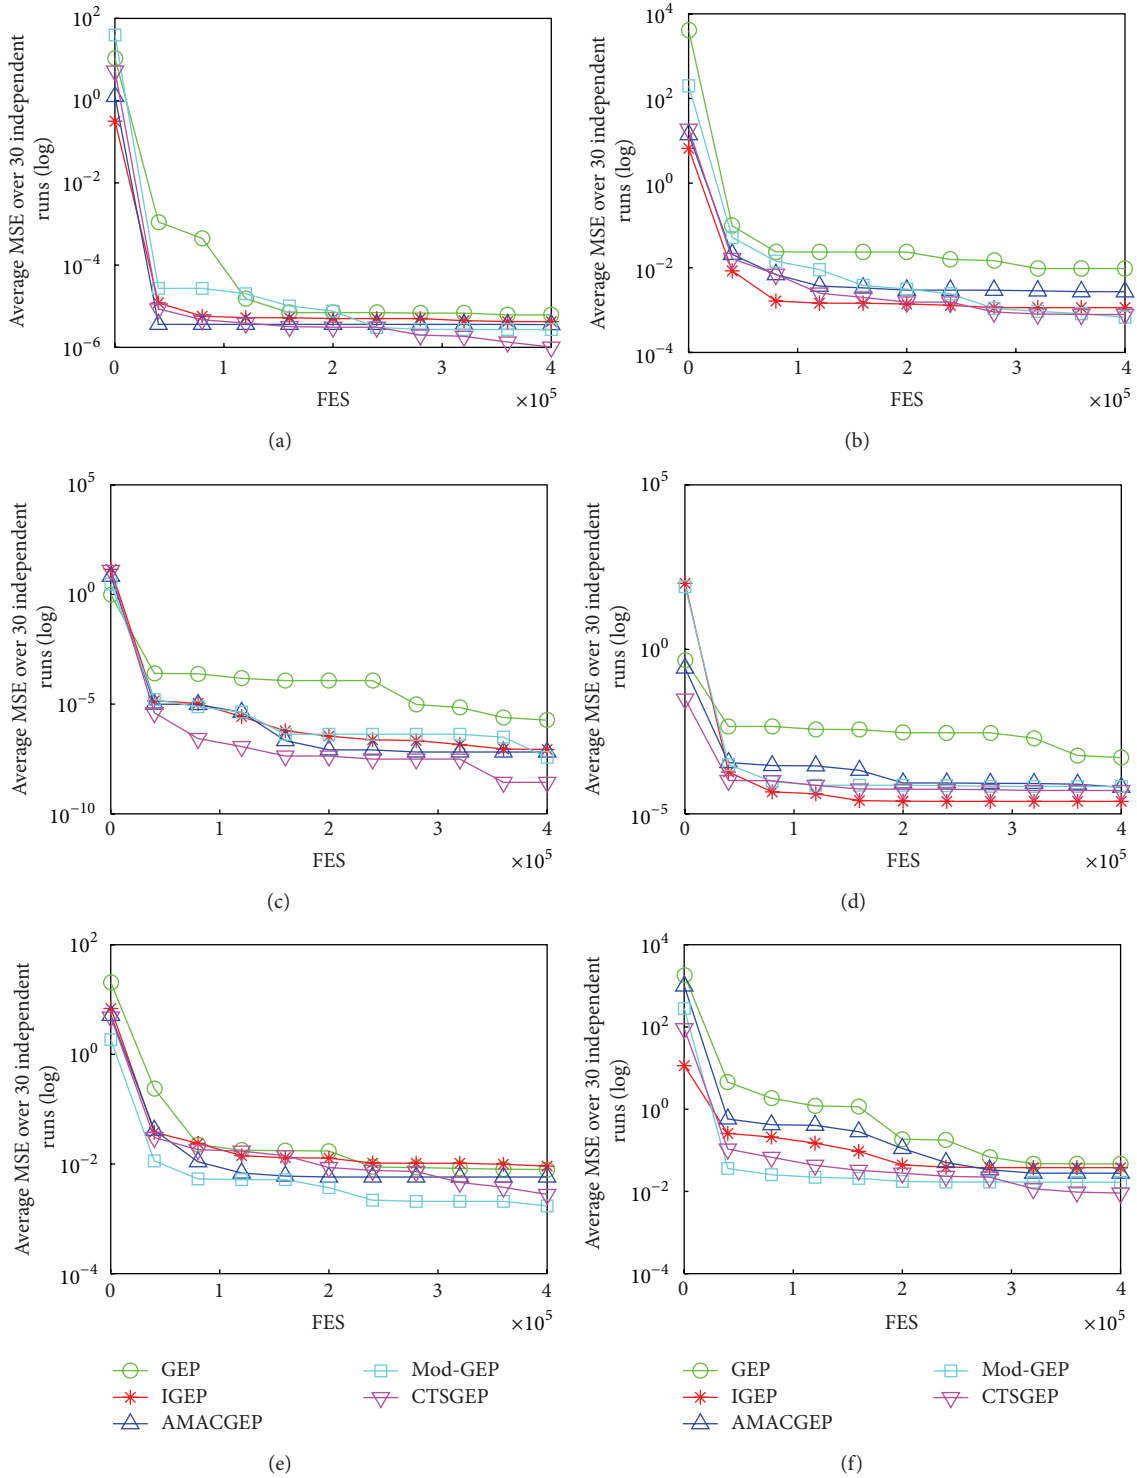 Average MSE over 30 independent
runs (log)
10^2
10^0
10^−2
10^−4
10^−6
0
1
2
3
4
FES
×10^5
(a)
Average MSE over 30 independent
runs (log)
10^4
10^2
10^0
10^−2
10^−4
0
1
2
3
4
FES
×10^5
(b)
Average MSE over 30 independent
runs (log)
10^5
10^0
10^−5
10^−10
0
1
2
3
4
FES
×10^5
(c)
Average MSE over 30 independent
runs (log)
10^5
10^0
10^−5
0
1
2
3
4
FES
×10^5
(d)
Average MSE over 30 independent
runs (log)
10^2
10^0
10^−2
10^−4
0
1
2
3
4
FES
×10^5
GEP
IGEP
AMACGEP
Mod-GEP
CTSGEP
(e)
Average MSE over 30 independent
runs (log)
10^4
10^2
10^0
10^−2
10^−4
0
1
2
3
4
FES
×10^5
GEP
IGEP
AMACGEP
Mod-GEP
CTSGEP
(f)